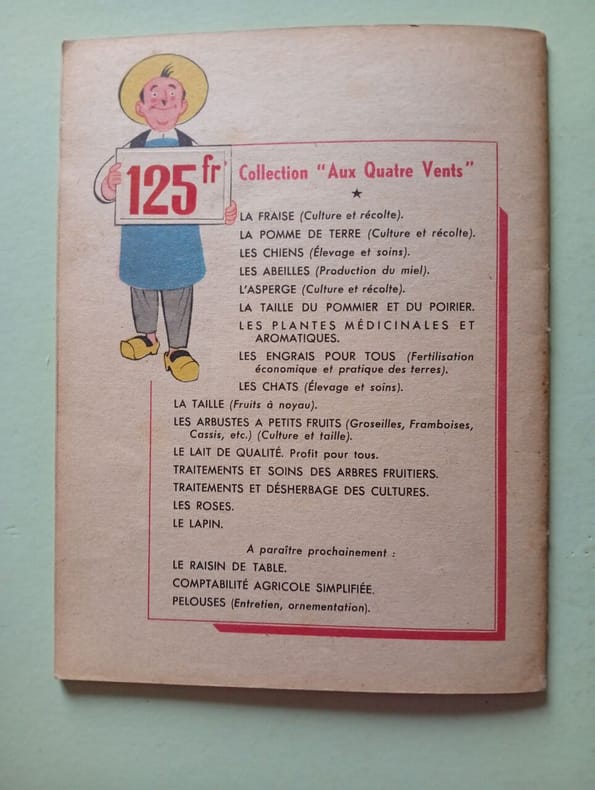 125 fr
Collection "Aux Quatre Vents"
LA FRAISE (Culture et récolte).
LA POMME DE TERRE (Culture et récolte).
LES CHIENS (Élevage et soins).
LES ABEILLES (Production du miel).
L'ASPERGE (Culture et récolte).
LA TAILLE DU POMMIER ET DU POIRIER.
LES PLANTES MÉDICINALES ET
AROMATIQUES.
LES ENGRAIS POUR TOUS (Fertilisation
économique et pratique des terres).
LES CHATS (Élevage et soins).
LA TAILLE (Fruits à noyau).
LES ARBUSTES A PETITS FRUITS (Groseilles, Framboises,
Cassis, etc.) (Culture et taille).
LE LAIT DE QUALITÉ. Profit pour tous.
TRAITEMENTS ET SOINS DES ARBRES FRUITIERS.
TRAITEMENTS ET DÉSHERBAGE DES CULTURES.
LES ROSES.
LE LAPIN.
A paraître prochainement :
LE RAISIN DE TABLE.
COMPTABILITÉ AGRICOLE SIMPLIFIÉE.
PELOUSES (Entretien, ornementation).